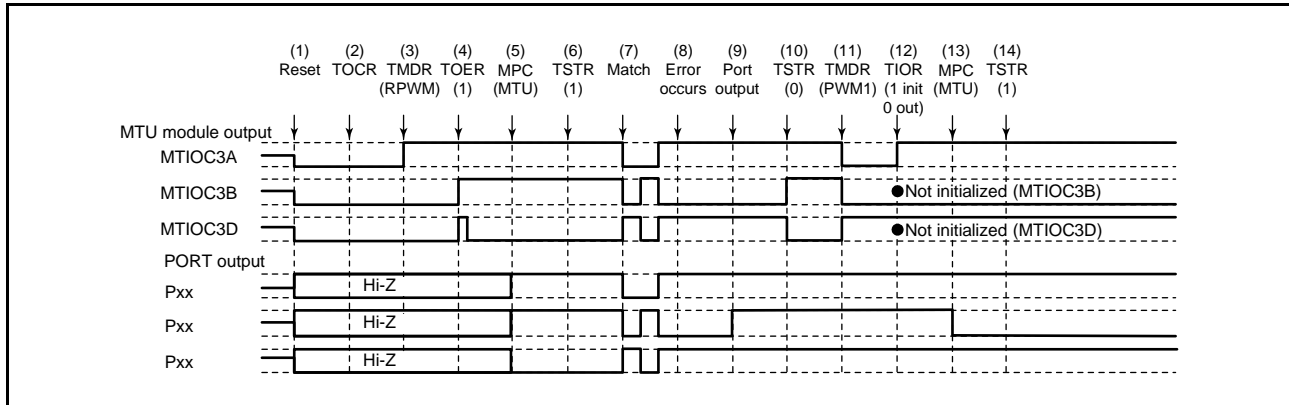 (1) (2) (3) (4) (5) (6) (7) (8) (9) (10) (11) (12) (13) (14)
Reset TOCR TMDR TOER MPC TSTR Match Error Port TSTR TMDR TIOR MPC TSTR
(RPWM) (1) (MTU) (1) occurs output (0) (PWM1) (1 init (MTU) (1)
0 out)
MTU module output
MTIOC3A
MTIOC3B
●Not initialized (MTIOC3B)
MTIOC3D
●Not initialized (MTIOC3D)
PORT output
Pxx
Hi-Z
Pxx
Hi-Z
Pxx
Hi-Z